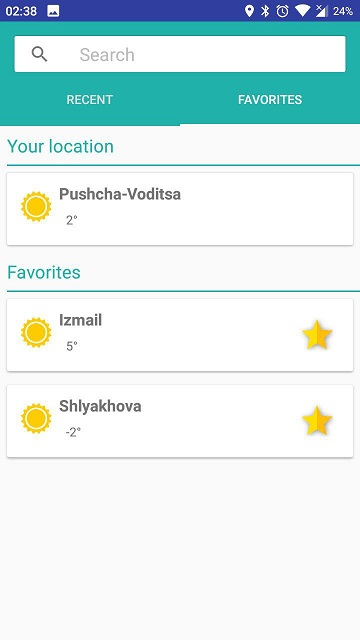 02:38
24%
Search
RECENT
FAVORITES
Your location
Pushcha-Voditsa
2°
Favorites
Izmail
5°
Shlyakhova
-2°